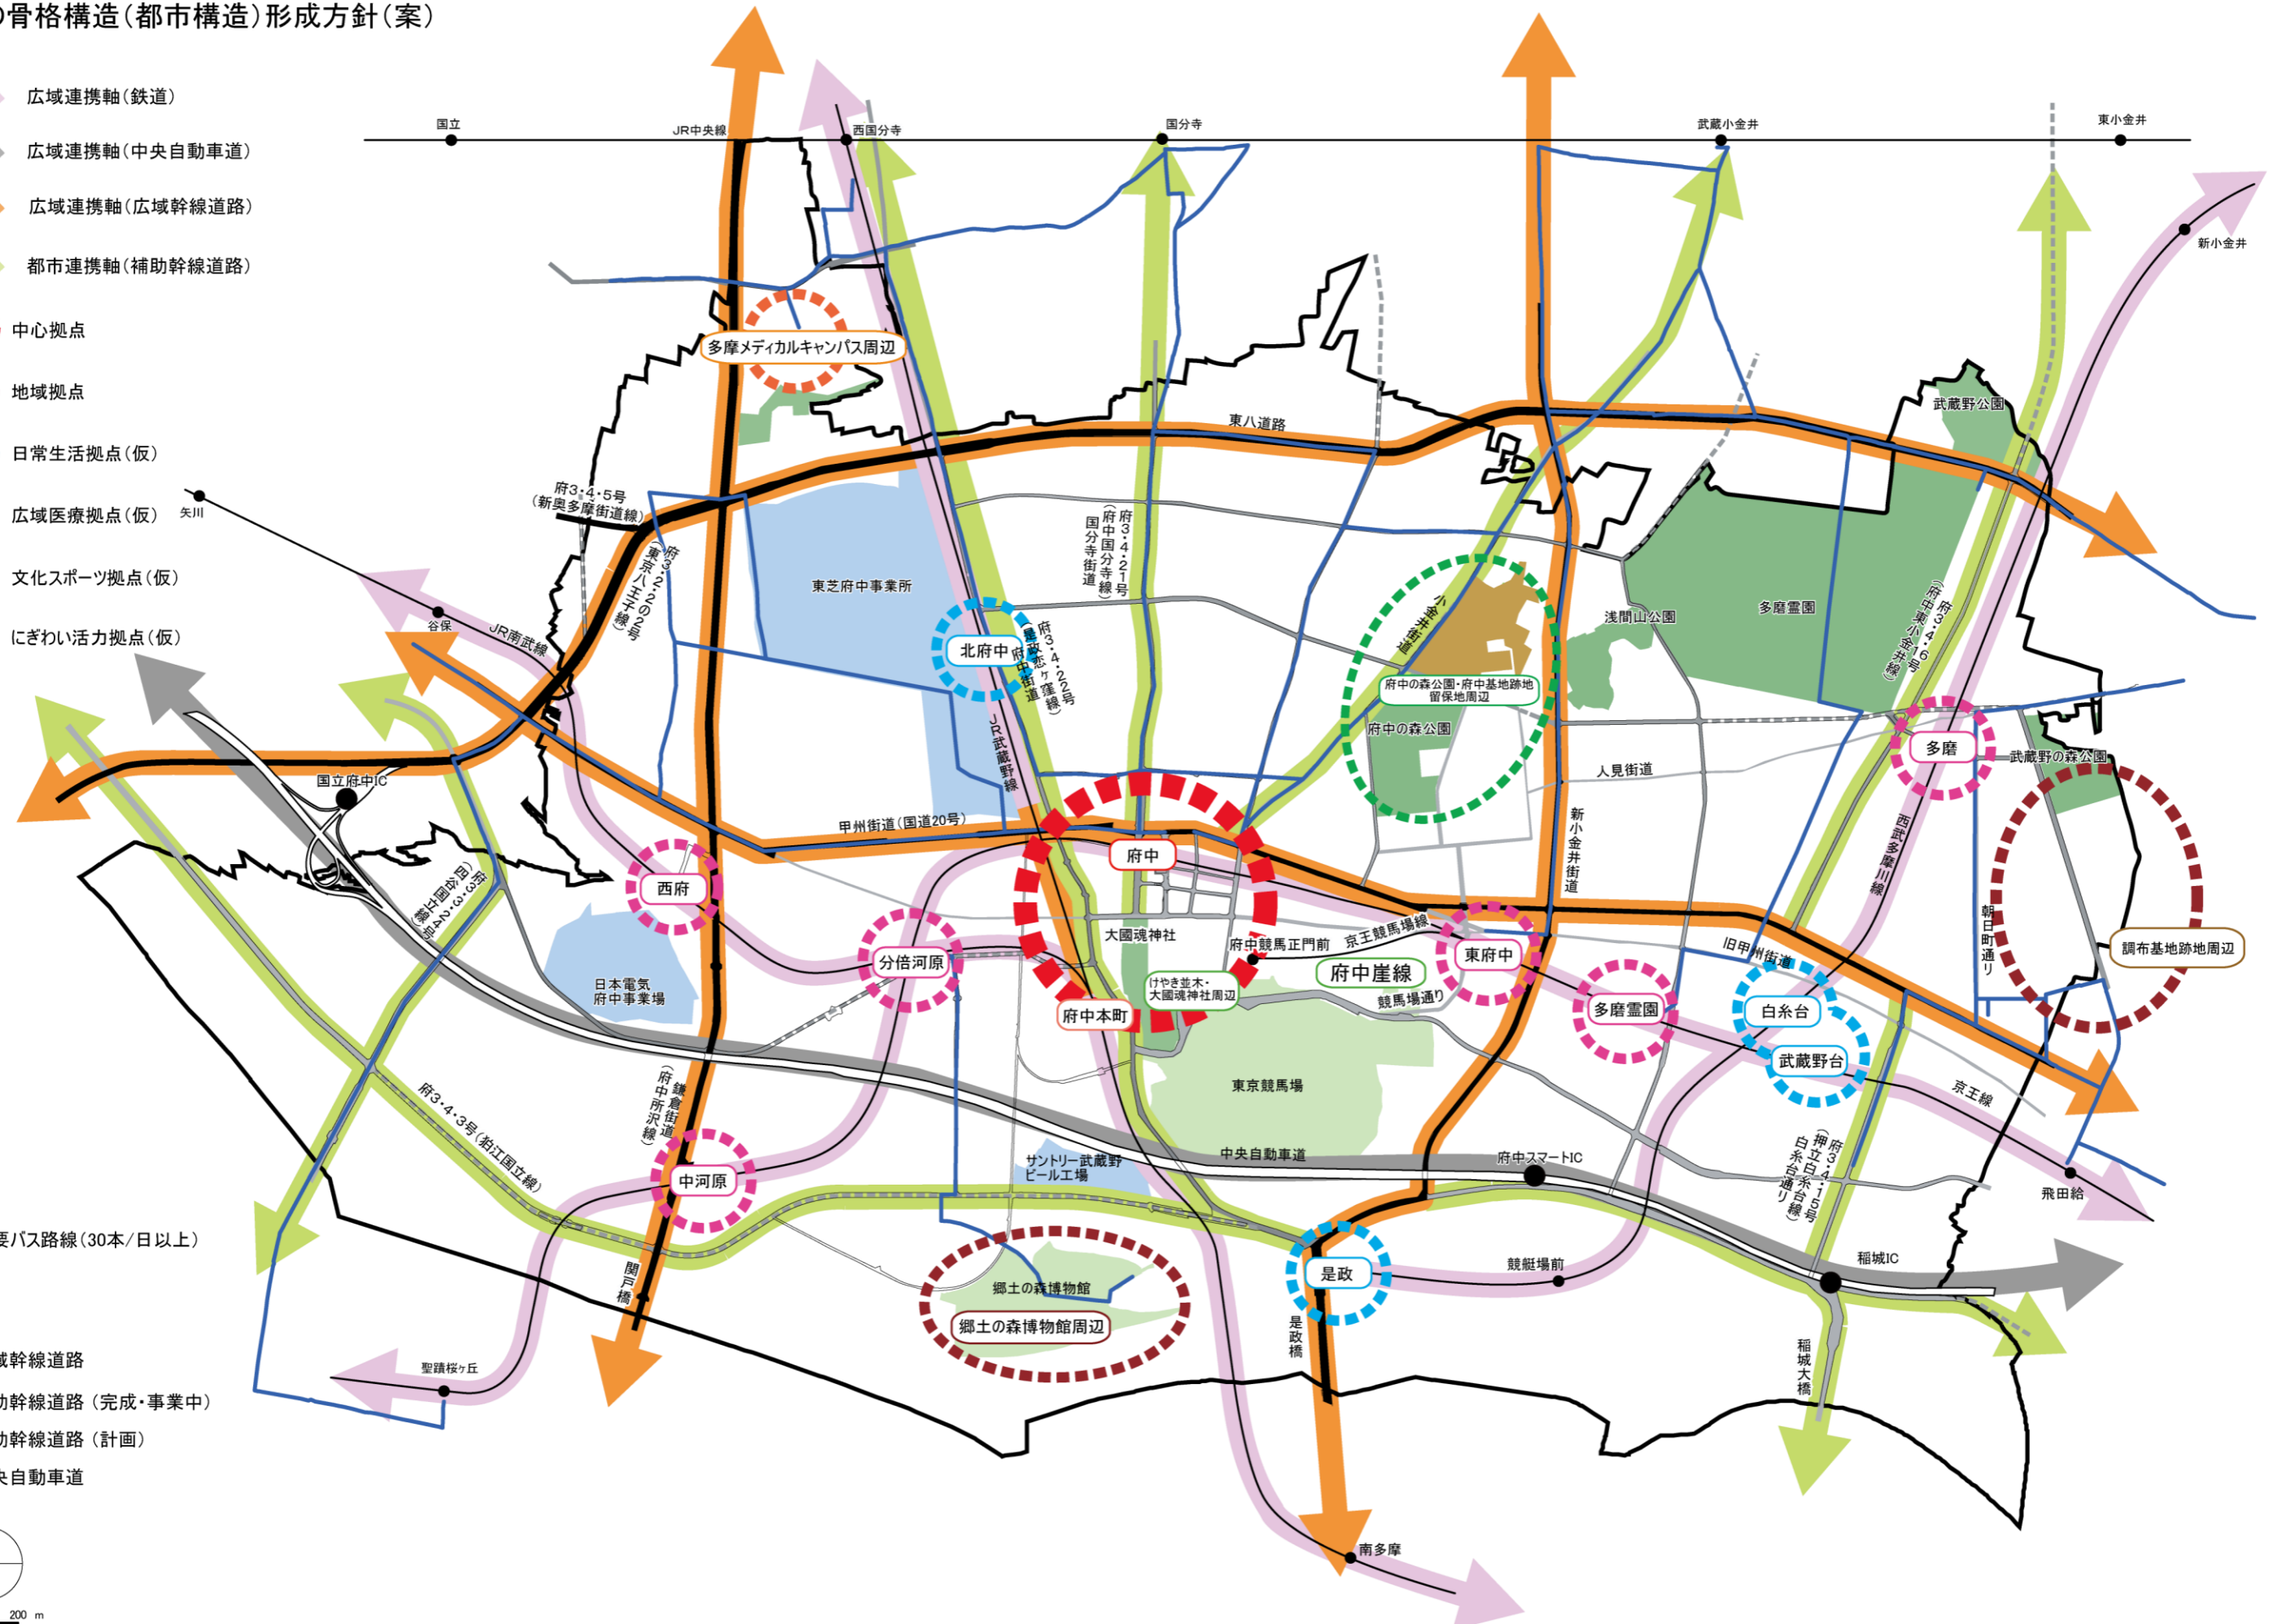 の骨格構造（都市構造）形成方針（案）
広域連携軸（鉄道）
広域連携軸（中央自動車道）
広域連携軸（広域幹線道路）
都市連携軸（補助幹線道路）
中心拠点
地域拠点
日常生活拠点（仮）
広域医療拠点（仮）
文化スポーツ拠点（仮）
にぎわい活力拠点（仮）
要バス路線（30本/日以上）
域幹線道路
助幹線道路（完成・事業中）
助幹線道路（計画）
央自動車道
200 m
国立
JR中央線
西国分寺
国分寺
武蔵小金井
東小金井
新小金井
多摩メディカルキャンパス周辺
東八道路
武蔵野公園
矢川
府3・4・5号
（新奥多摩街道線）
府3・2・2の2号
（東京八王子線）
東芝府中事業所
府3・4・21号
（府中国分寺線）
国分寺街道
小金井街道
浅間山公園
多磨霊園
府3・4・16号
（府中東小金井線）
谷保
JR南武線
北府中
府3・4・22号
（是政恋ヶ窪線）
府中街道
JR武蔵野線
府中の森公園・府中基地跡地
留保地周辺
府中の森公園
多磨
武蔵野の森公園
人見街道
国立府中IC
甲州街道（国道20号）
新小金井街道
西武多摩川線
府中
西府
府3・3・24号
（四谷国立線）
大國魂神社
府中競馬正門前
京王競馬場線
東府中
旧甲州街道
朝日町通り
調布基地跡地周辺
分倍河原
日本電気
府中事業場
けやき並木・
大國魂神社周辺
府中崖線
競馬場通り
府中本町
多磨霊園
白糸台
武蔵野台
東京競馬場
京王線
府3・4・3号（狛江国立線）
鎌倉街道
（府中所沢線）
中央自動車道
府中スマートIC
府3・4・15号
（押立白糸台線）
白糸台通り
サントリー武蔵野
ビール工場
中河原
飛田給
関戸橋
郷土の森博物館
郷土の森博物館周辺
是政
競艇場前
稲城IC
是政橋
稲城大橋
聖蹟桜ヶ丘
南多摩